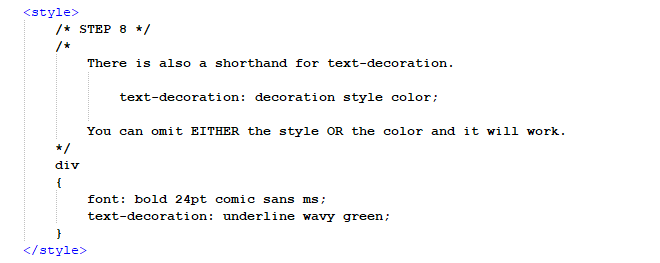 <style>
/* STEP 8 */
/*
There is also a shorthand for text-decoration.
text-decoration: decoration style color;
You can omit EITHER the style OR the color and it will work.
*/
div
{
font: bold 24pt comic sans ms;
text-decoration: underline wavy green;
}
</style>